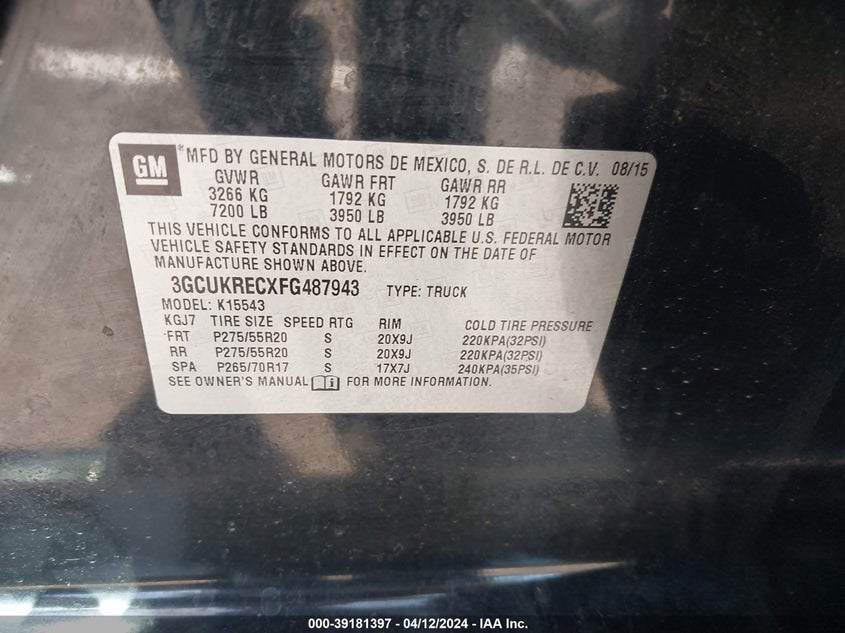 GM ® MFD BY GENERAL MOTORS DE MEXICO, S. DE R.L. DE C.V. 08/15
GVWR GAWR FRT GAWR RR
3266 KG 1792 KG 1792 KG
7200 LB 3950 LB 3950 LB
THIS VEHICLE CONFORMS TO ALL APPLICABLE U.S. FEDERAL MOTOR
VEHICLE SAFETY STANDARDS IN EFFECT ON THE DATE OF
MANUFACTURE SHOWN ABOVE.
3GCUKRECXFG487943 TYPE: TRUCK
MODEL: K15543
KGJ7 TIRE SIZE SPEED RTG RIM COLD TIRE PRESSURE
FRT P275/55R20 S 20X9J 220KPA(32PSI)
RR P275/55R20 S 20X9J 220KPA(32PSI)
SPA P265/70R17 S 17X7J 240KPA(35PSI)
SEE OWNER'S MANUAL FOR MORE INFORMATION.
000-39181397 - 04/12/2024 - IAA Inc.